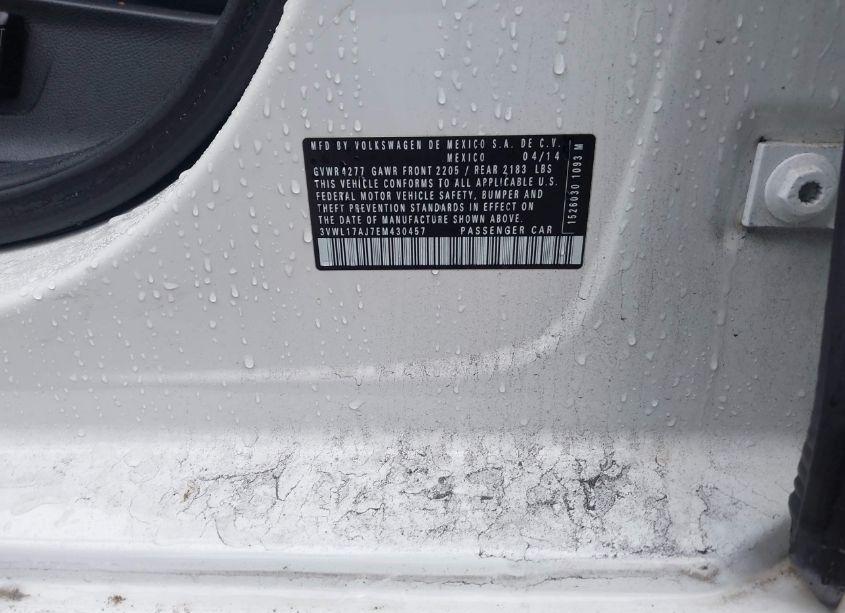 MFD BY VOLKSWAGEN DE MEXICO S.A. DE C.V.
MEXICO 04/14
GVWR 4277 GAWR FRONT 2205 / REAR 2183 LBS
THIS VEHICLE CONFORMS TO ALL APPLICABLE U.S.
FEDERAL MOTOR VEHICLE SAFETY, BUMPER AND
THEFT PREVENTION STANDARDS IN EFFECT ON
THE DATE OF MANUFACTURE SHOWN ABOVE.
3VWL17AJ7EM430457 PASSENGER CAR
1526030 1093 M